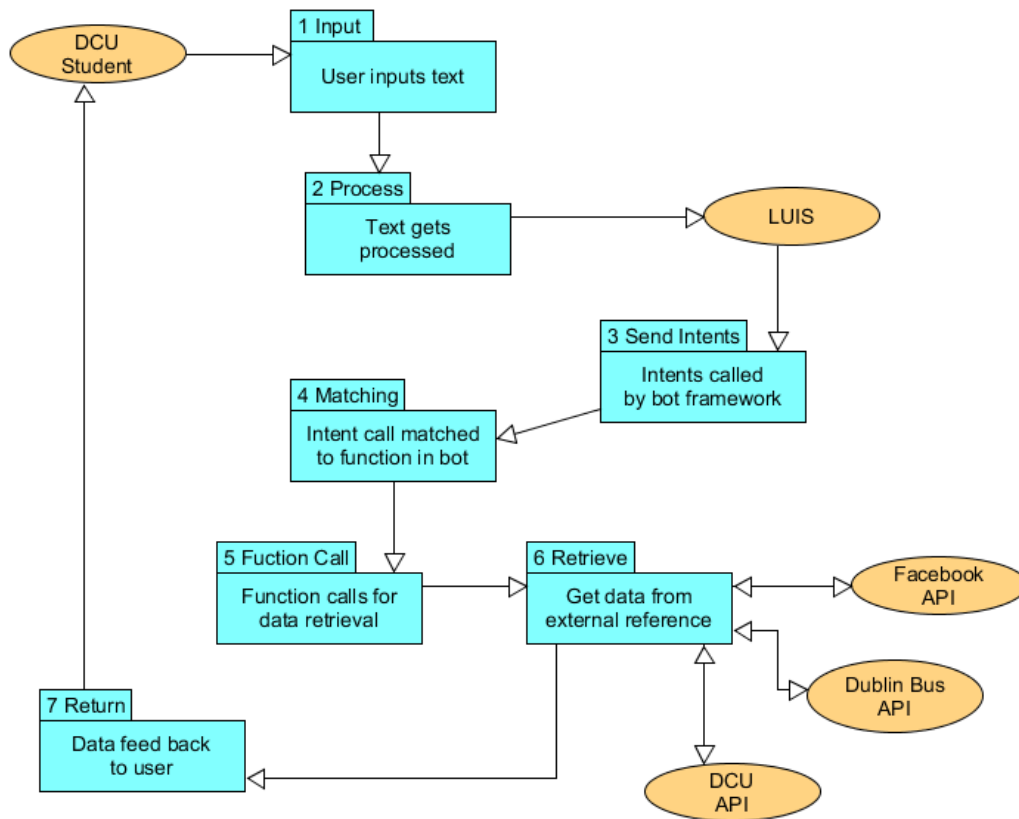 DCU
Student
1 Input
User inputs text
2 Process
Text gets
processed
LUIS
3 Send Intents
Intents called
by bot framework
4 Matching
Intent call matched
to function in bot
5 Fuction Call
Function calls for
data retrieval
6 Retrieve
Get data from
external reference
Facebook
API
Dublin Bus
API
DCU
API
7 Return
Data feed back
to user